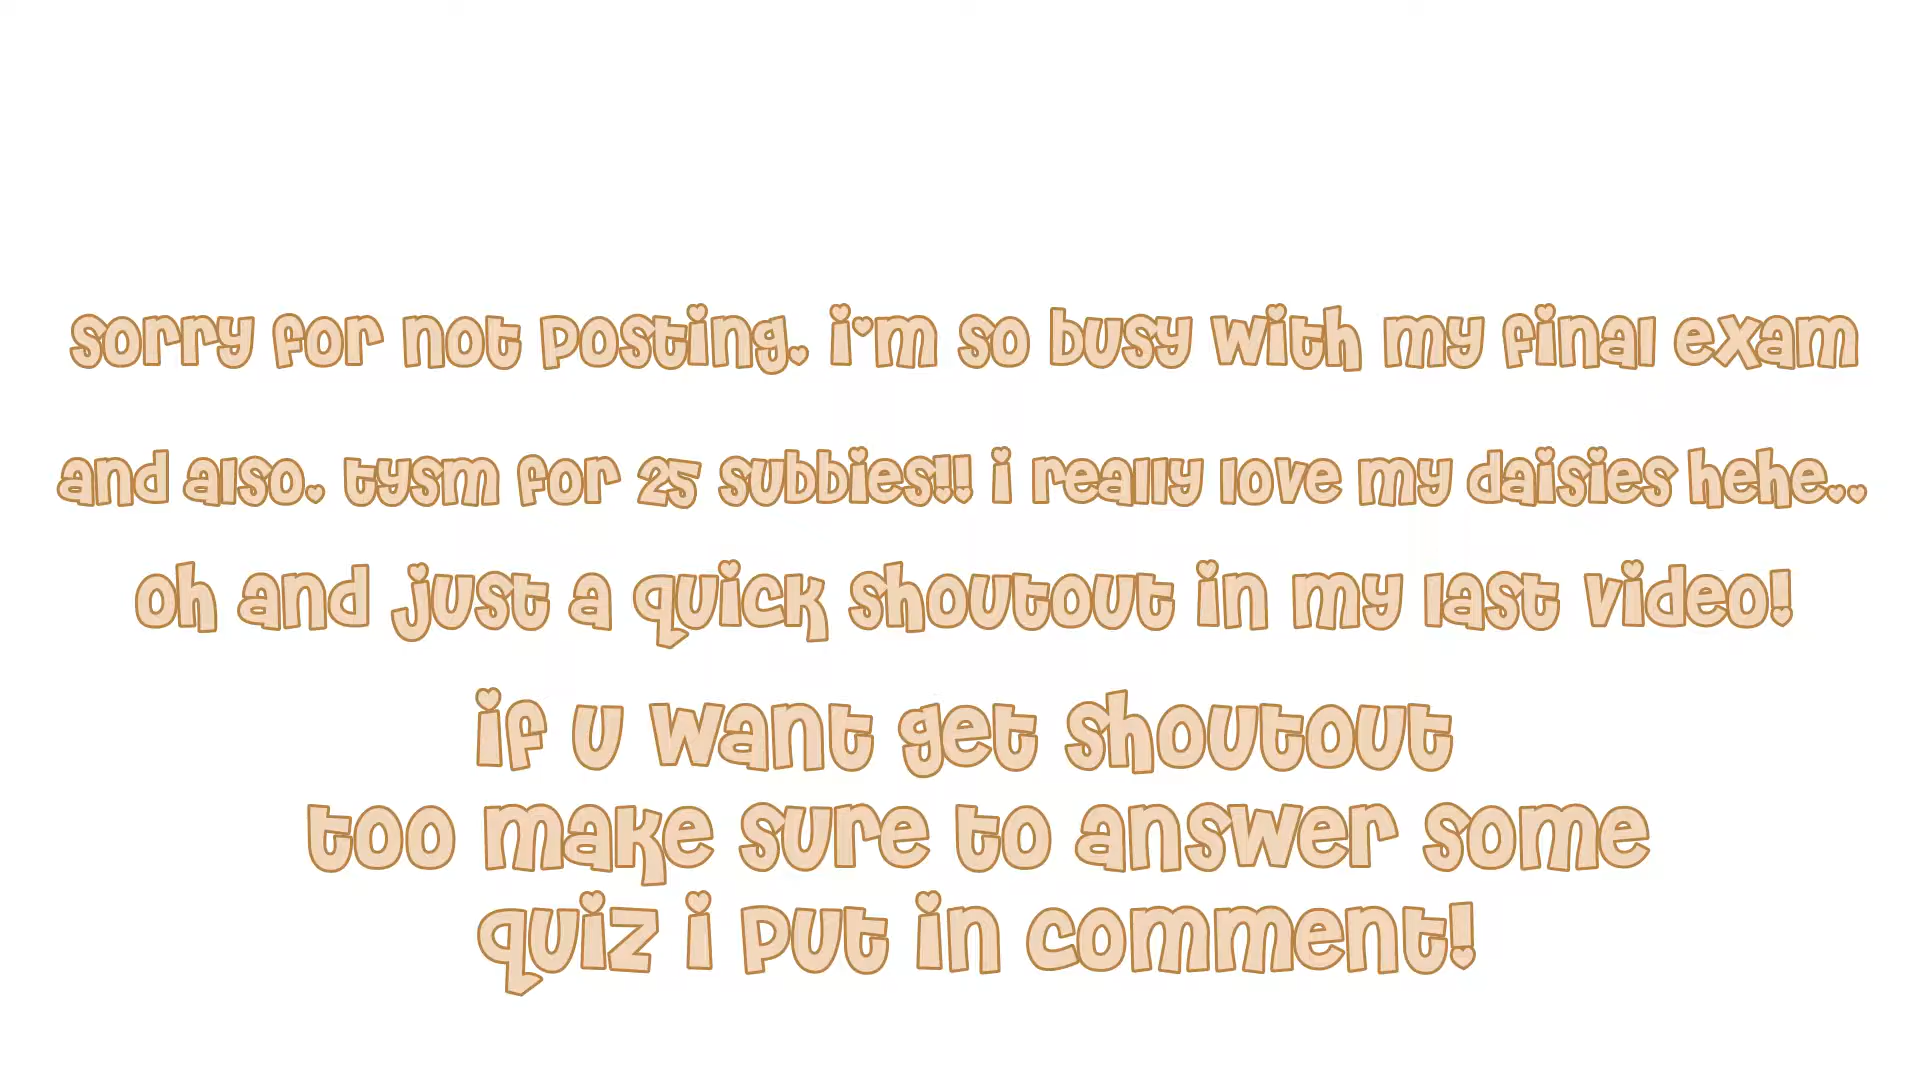 sorry for not posting. i'm so busy with my final exam
and also. tysm for 25 subbies!! i really love my daisies hehe..
oh and just a quick shoutout in my last video!
if u want get shoutout
too make sure to answer some
quiz i put in comment!